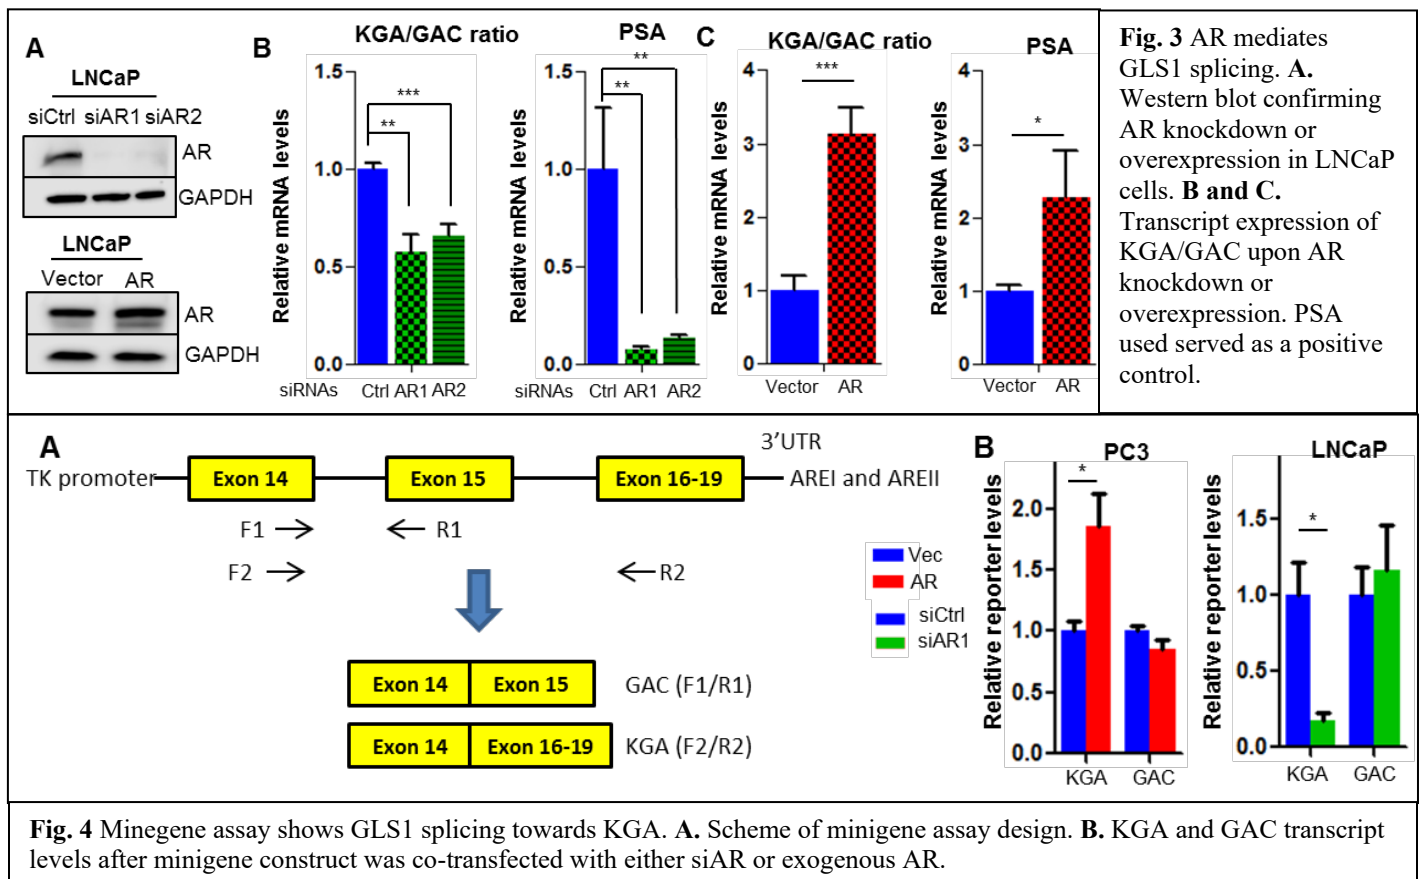 A
LNCaP
siCtrl siAR1 siAR2
AR
GAPDH
LNCaP
Vector AR
AR
GAPDH
B
KGA/GAC ratio
Relative mRNA levels
1.5
1.0
0.5
0.0
**
***
siRNAs Ctrl AR1 AR2
PSA
Relative mRNA levels
1.5
1.0
0.5
0.0
**
**
siRNAs Ctrl AR1 AR2
C
KGA/GAC ratio
Relative mRNA levels
4
3
2
1
0
***
Vector AR
PSA
Relative mRNA levels
4
3
2
1
0
*
Vector AR
Fig. 3 AR mediates
GLS1 splicing. A.
Western blot confirming
AR knockdown or
overexpression in LNCaP
cells. B and C.
Transcript expression of
KGA/GAC upon AR
knockdown or
overexpression. PSA
used served as a positive
control.
A
3’UTR
TK promoter Exon 14 Exon 15 Exon 16-19 AREI and AREII
F1 R1
F2 R2
Exon 14 Exon 15 GAC (F1/R1)
Exon 14 Exon 16-19 KGA (F2/R2)
Vec
AR
siCtrl
siAR1
B
PC3
Relative reporter levels
2.0
1.5
1.0
0.5
0.0
*
KGA GAC
LNCaP
Relative reporter levels
1.5
1.0
0.5
0.0
*
KGA GAC
Fig. 4 Minegene assay shows GLS1 splicing towards KGA. A. Scheme of minigene assay design. B. KGA and GAC transcript
levels after minigene construct was co-transfected with either siAR or exogenous AR.